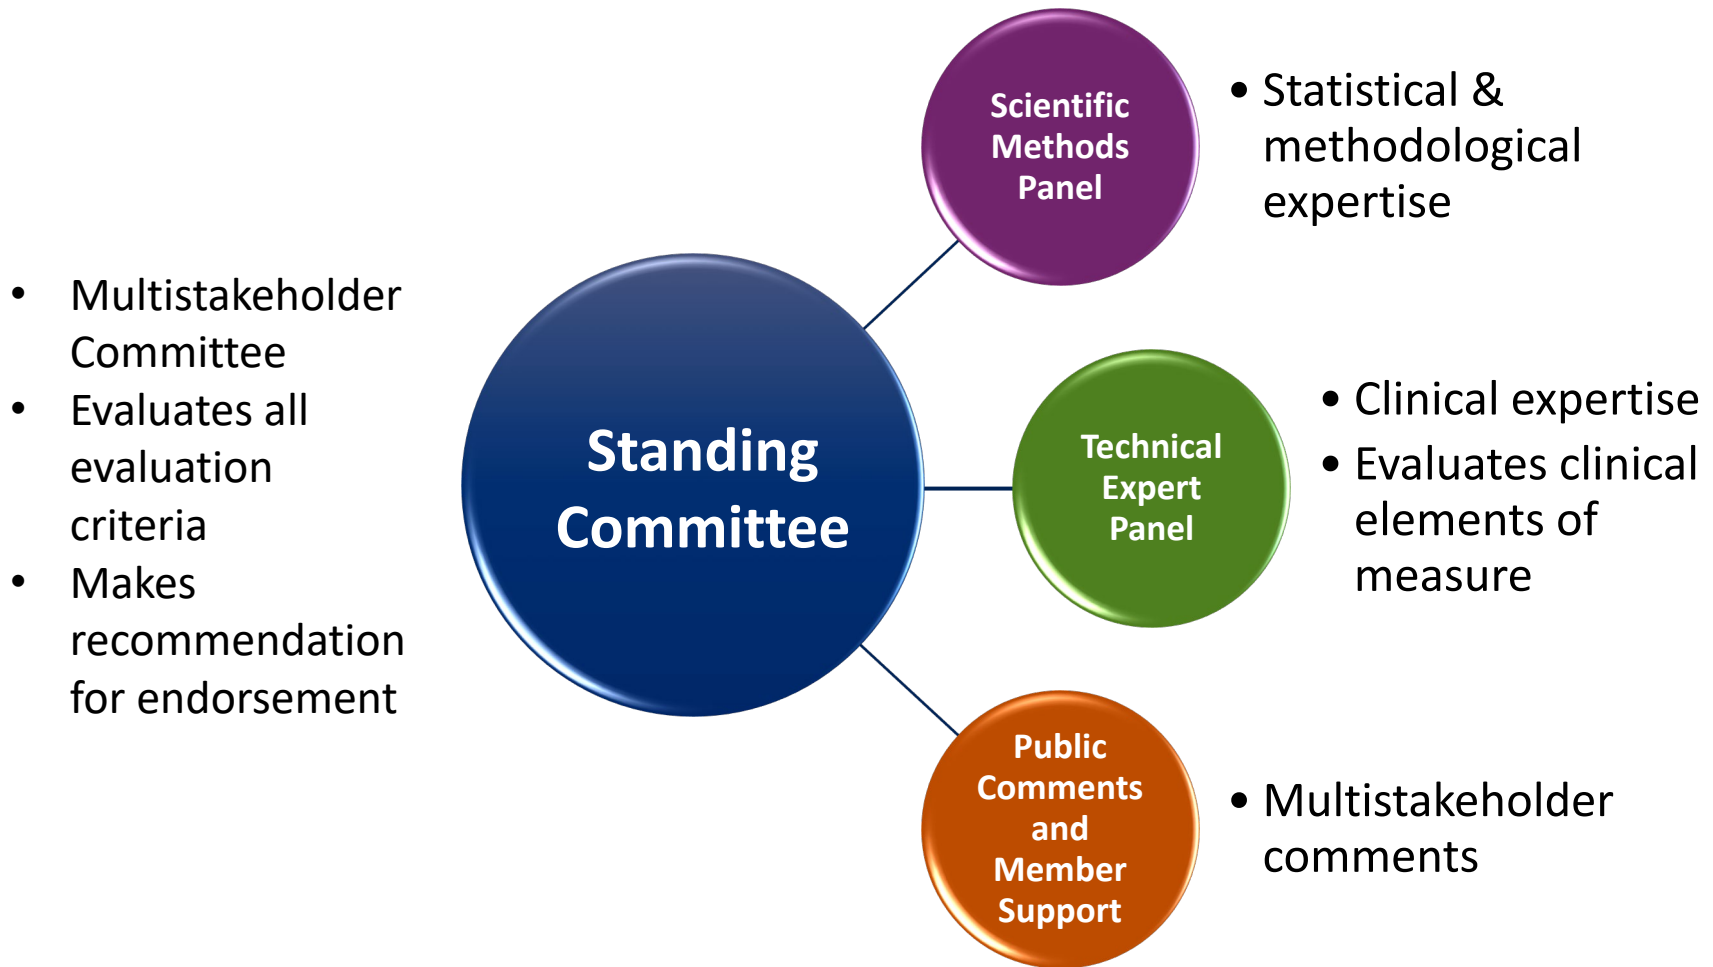 • Multistakeholder
Committee
• Evaluates all
evaluation
criteria
• Makes
recommendation
for endorsement
Standing
Committee
Scientific
Methods
Panel
• Statistical &
methodological
expertise
Technical
Expert
Panel
• Clinical expertise
• Evaluates clinical
elements of
measure
Public
Comments
and
Member
Support
• Multistakeholder
comments